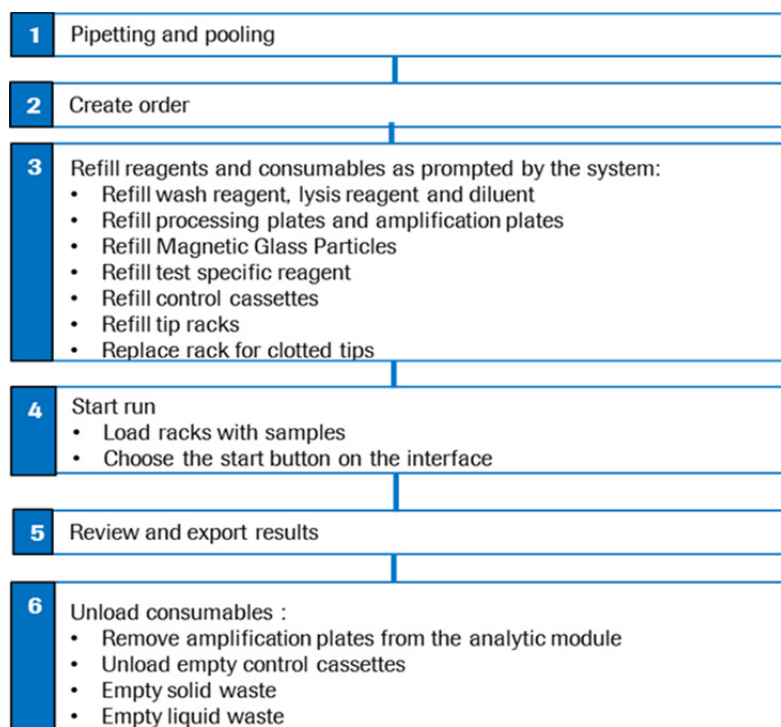 1 Pipetting and pooling
2 Create order
3 Refill reagents and consumables as prompted by the system:
• Refill wash reagent, lysis reagent and diluent
• Refill processing plates and amplification plates
• Refill Magnetic Glass Particles
• Refill test specific reagent
• Refill control cassettes
• Refill tip racks
• Replace rack for clotted tips
4 Start run
• Load racks with samples
• Choose the start button on the interface
5 Review and export results
6 Unload consumables :
• Remove amplification plates from the analytic module
• Unload empty control cassettes
• Empty solid waste
• Empty liquid waste